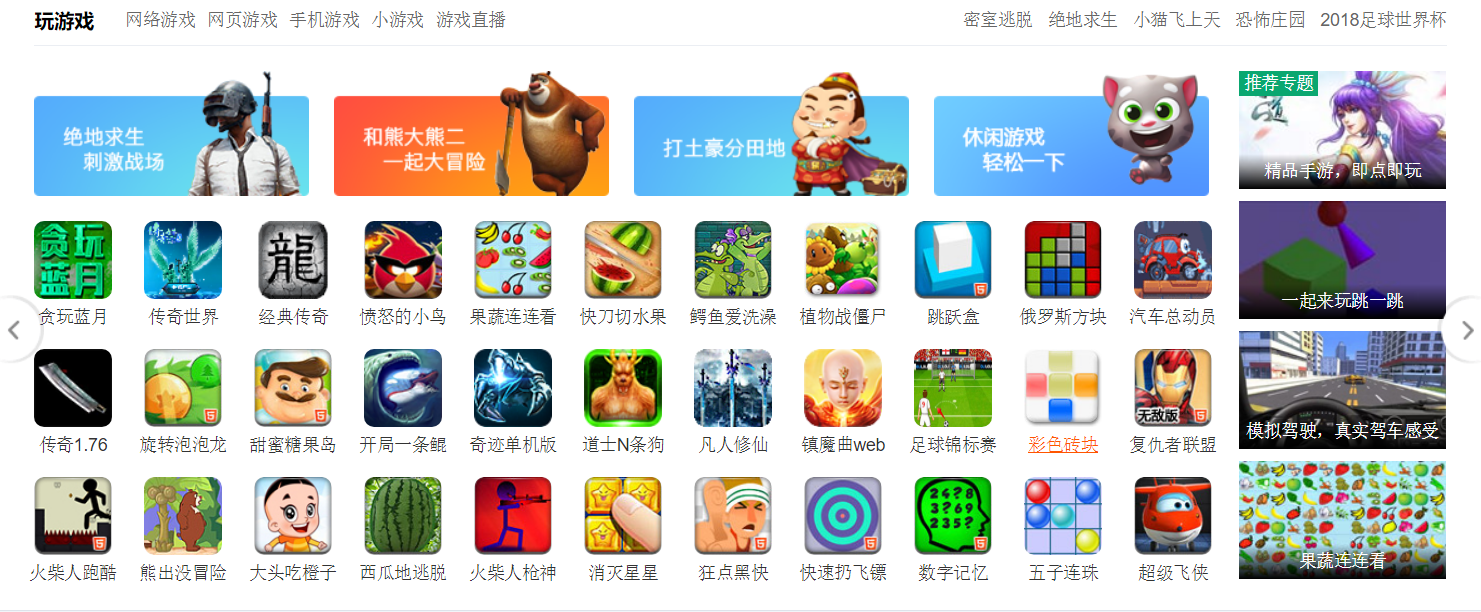 玩游戏 网络游戏 网页游戏 手机游戏 小游戏 游戏直播 密室逃脱 绝地求生 小猫飞上天 恐怖庄园 2018足球世界杯
绝地求生
刺激战场
和熊大熊二
一起大冒险
打土豪分田地
休闲游戏
轻松一下
推荐专题
精品手游，即点即玩
贪玩
蓝月
龍
贪玩蓝月 传奇世界 经典传奇 愤怒的小鸟 果蔬连连看 快刀切水果 鳄鱼爱洗澡 植物战僵尸 跳跃盒 俄罗斯方块 汽车总动员
一起来玩跳一跳
无敌版
传奇1.76 旋转泡泡龙 甜蜜糖果岛 开局一条鲲 奇迹单机版 道士N条狗 凡人修仙 镇魔曲web 足球锦标赛 彩色砖块 复仇者联盟
模拟驾驶，真实驾车感受
24?8
3?69
235?
火柴人跑酷 熊出没冒险 大头吃橙子 西瓜地逃脱 火柴人枪神 消灭星星 狂点黑快 快速扔飞镖 数字记忆 五子连珠 超级飞侠
果蔬连连看